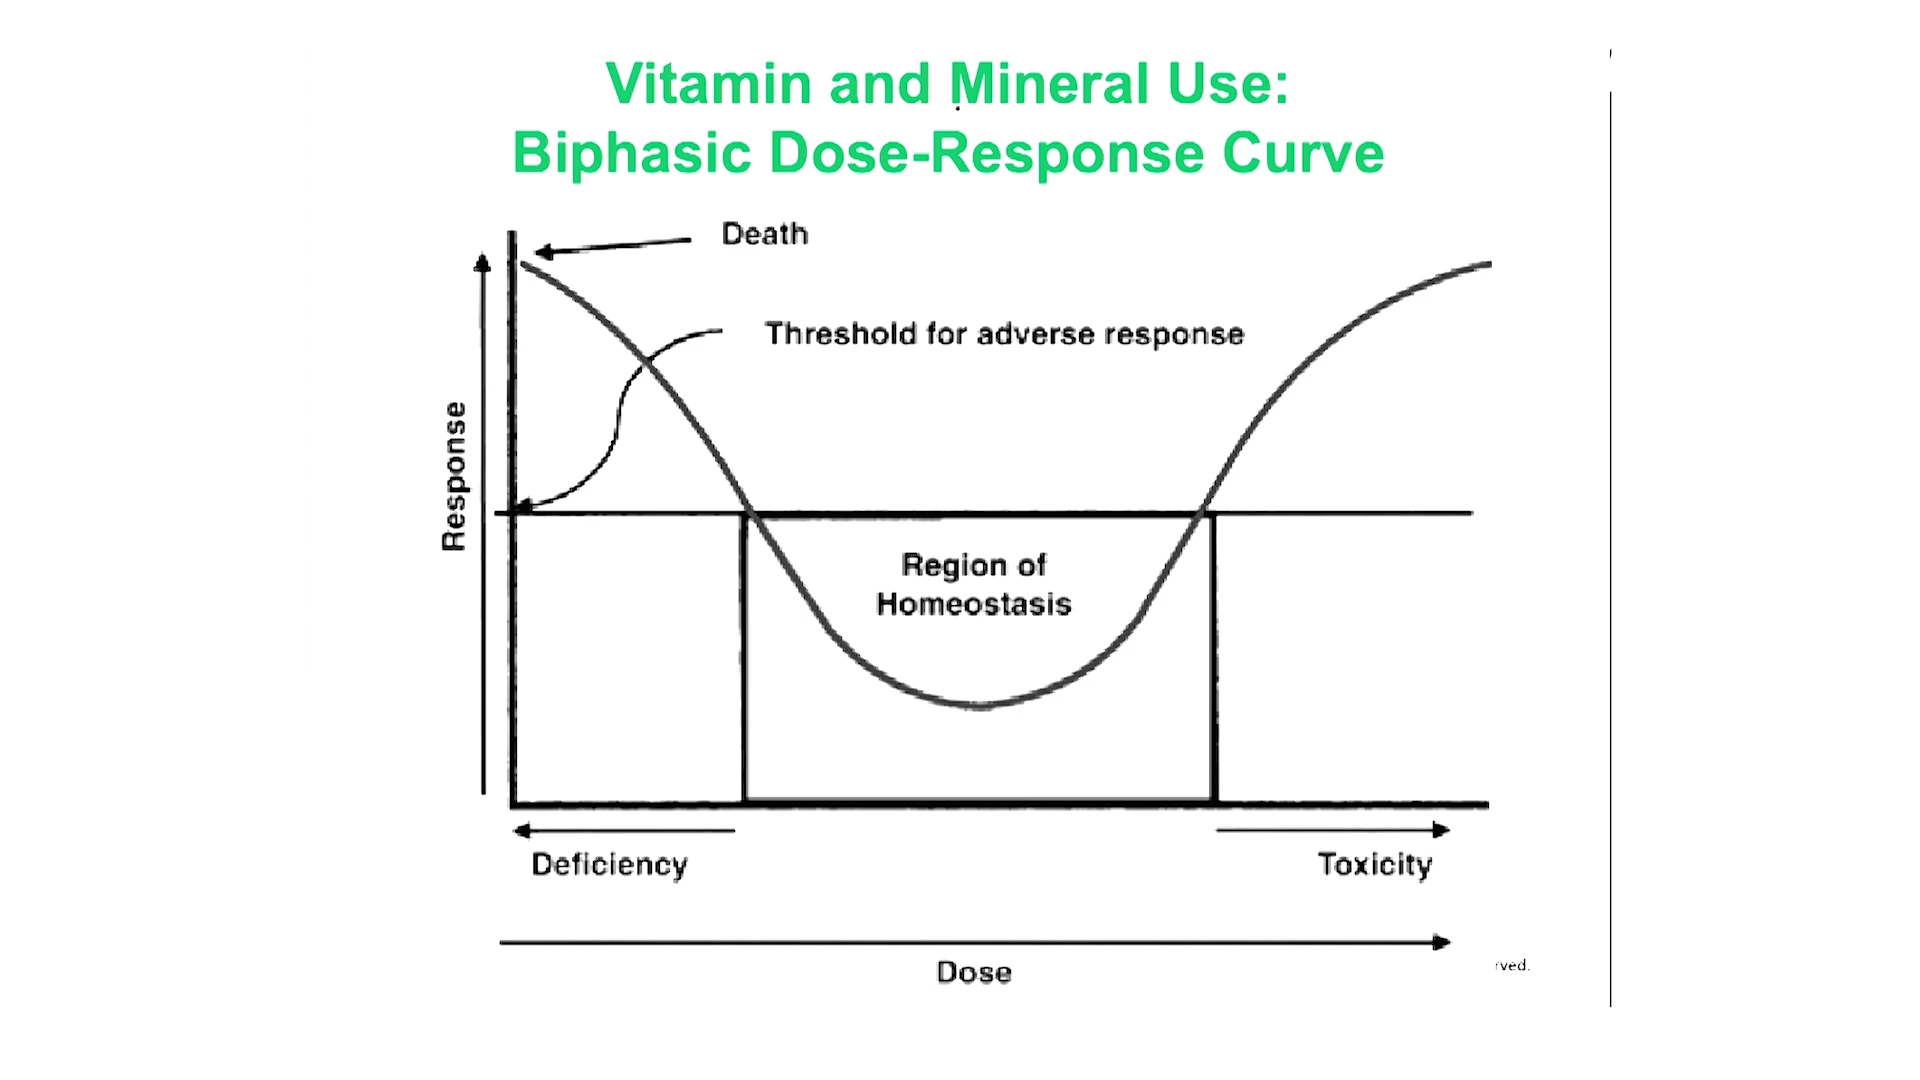 Vitamin and Mineral Use:
Biphasic Dose-Response Curve
Death
Threshold for adverse response
Response
Region of
Homeostasis
Deficiency
Toxicity
Dose
rved.